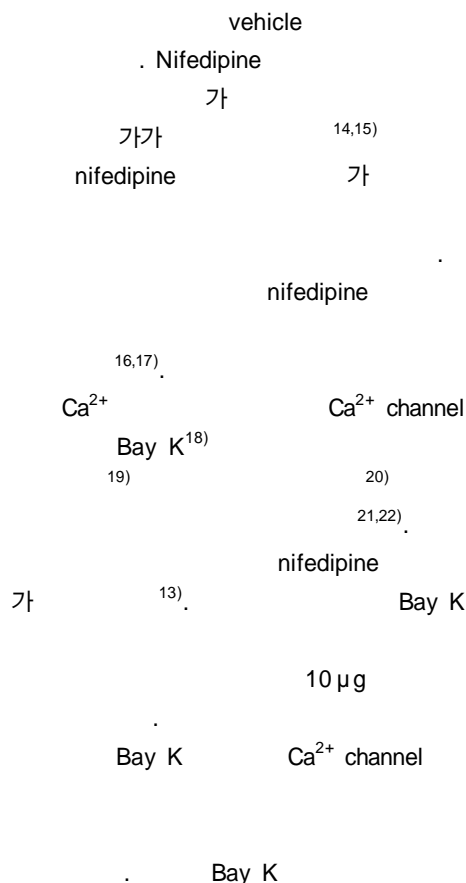 vehicle
. Nifedipine
가
가가 14,15)
nifedipine 가
.
nifedipine
16,17).
Ca2+ Ca2+ channel
Bay K18)
19) 20)
21,22).
nifedipine
가 13). Bay K
10 μg
.
Bay K Ca2+ channel
. Bay K